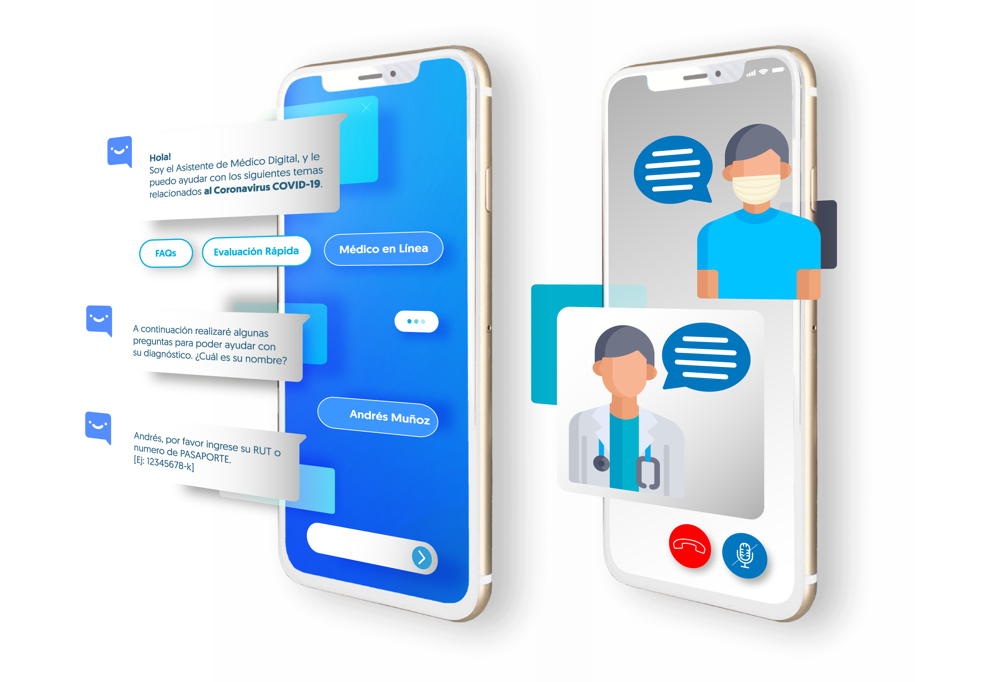 Hola!
Soy el Asistente de Médico Digital, y le
puedo ayudar con los siguientes temas
relacionados al Coronavirus COVID-19.
FAQs
Evaluación Rápida
Médico en Línea
A continuación realizaré algunas
preguntas para poder ayudar con
su diagnóstico. ¿Cuál es su nombre?
Andrés Muñoz
Andrés, por favor ingrese su RUT o
numero de PASAPORTE.
[Ej: 12345678-k]